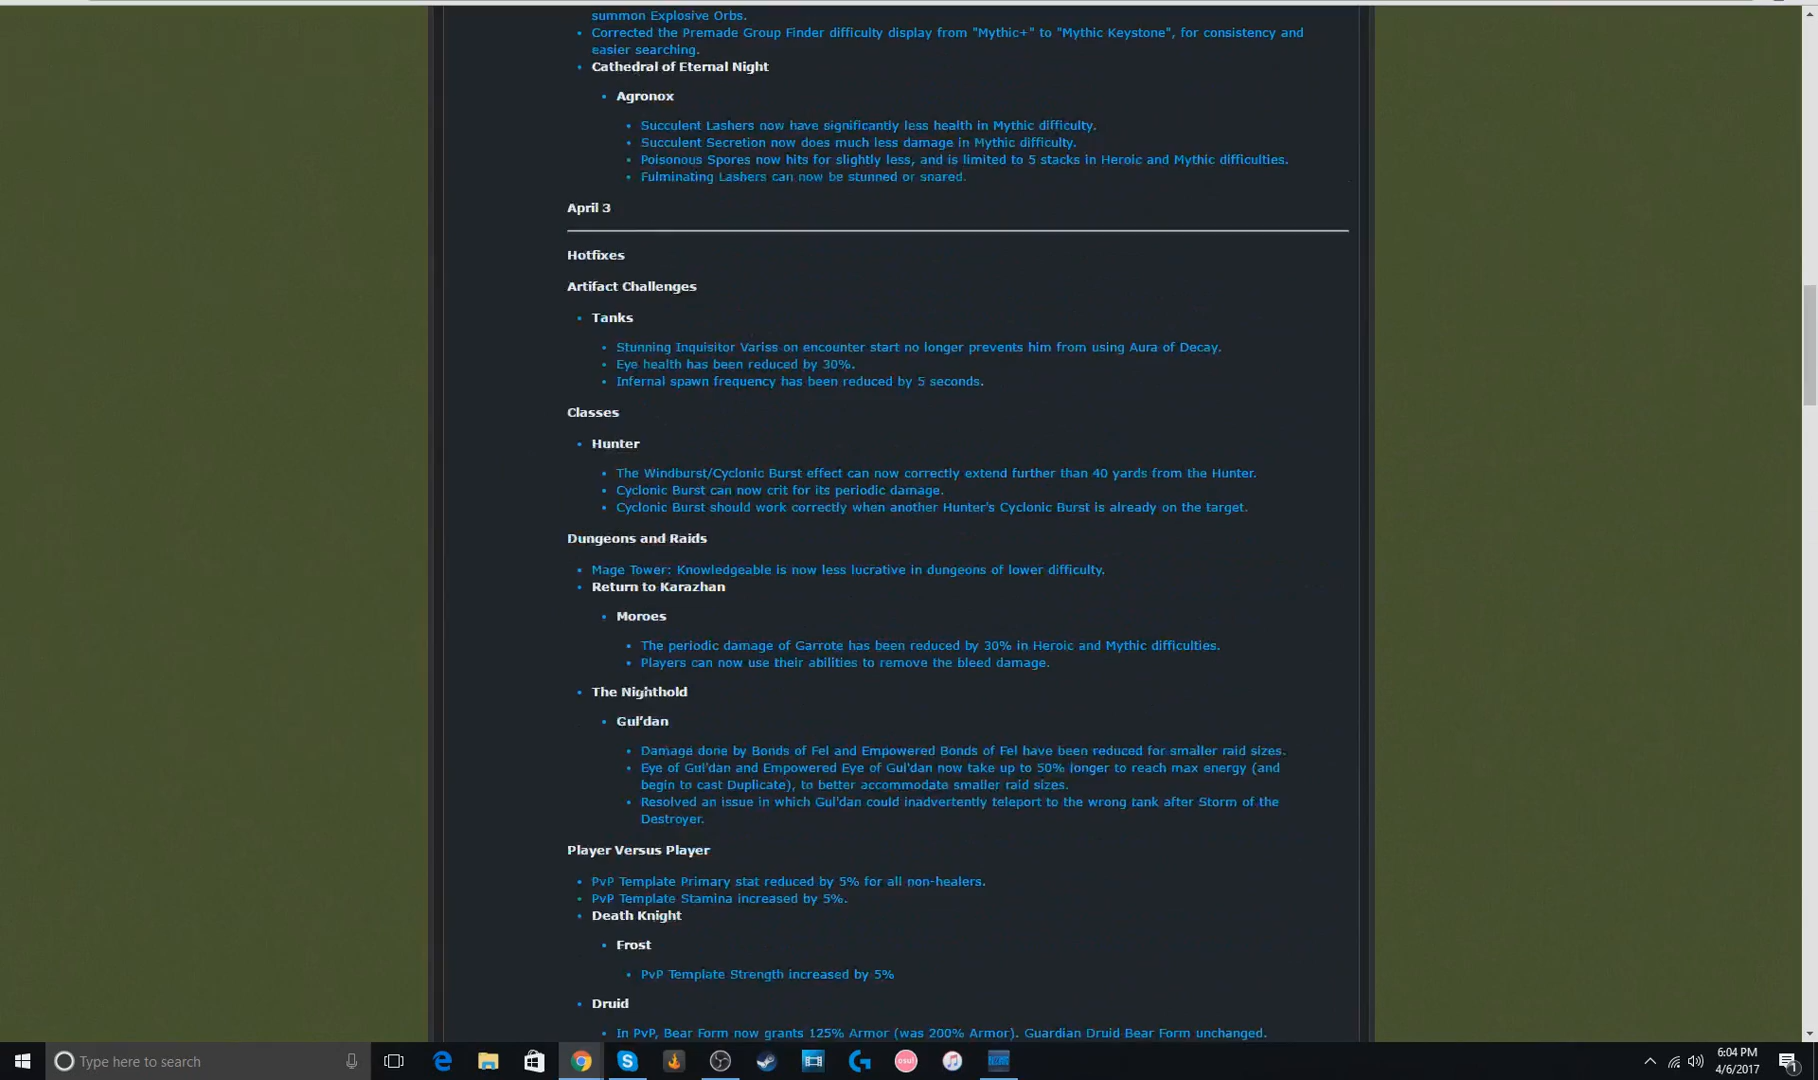 summon Explosive Orbs.
• Corrected the Premade Group Finder difficulty display from "Mythic+" to "Mythic Keystone", for consistency and
easier searching.
• Cathedral of Eternal Night
• Agronox
• Succulent Lashers now have significantly less health in Mythic difficulty.
• Succulent Secretion now does much less damage in Mythic difficulty.
• Poisonous Spores now hits for slightly less, and is limited to 5 stacks in Heroic and Mythic difficulties.
• Fulminating Lashers can now be stunned or snared.
April 3
Hotfixes
Artifact Challenges
• Tanks
• Stunning Inquisitor Variss on encounter start no longer prevents him from using Aura of Decay.
• Eye health has been reduced by 30%.
• Infernal spawn frequency has been reduced by 5 seconds.
Classes
• Hunter
• The Windburst/Cyclonic Burst effect can now correctly extend further than 40 yards from the Hunter.
• Cyclonic Burst can now crit for its periodic damage.
• Cyclonic Burst should work correctly when another Hunter's Cyclonic Burst is already on the target.
Dungeons and Raids
• Mage Tower: Knowledgeable is now less lucrative in dungeons of lower difficulty.
• Return to Karazhan
• Moroes
• The periodic damage of Garrote has been reduced by 30% in Heroic and Mythic difficulties.
• Players can now use their abilities to remove the bleed damage.
• The Nighthold
• Gul'dan
• Damage done by Bonds of Fel and Empowered Bonds of Fel have been reduced for smaller raid sizes.
• Eye of Gul'dan and Empowered Eye of Gul'dan now take up to 50% longer to reach max energy (and
begin to cast Duplicate), to better accommodate smaller raid sizes.
• Resolved an issue in which Gul'dan could inadvertently teleport to the wrong tank after Storm of the
Destroyer.
Player Versus Player
• PvP Template Primary stat reduced by 5% for all non-healers.
• PvP Template Stamina increased by 5%.
• Death Knight
• Frost
• PvP Template Strength increased by 5%
• Druid
• In PvP, Bear Form now grants 125% Armor (was 200% Armor). Guardian Druid Bear Form unchanged.
Type here to search
osu!
6:04 PM
4/6/2017
1